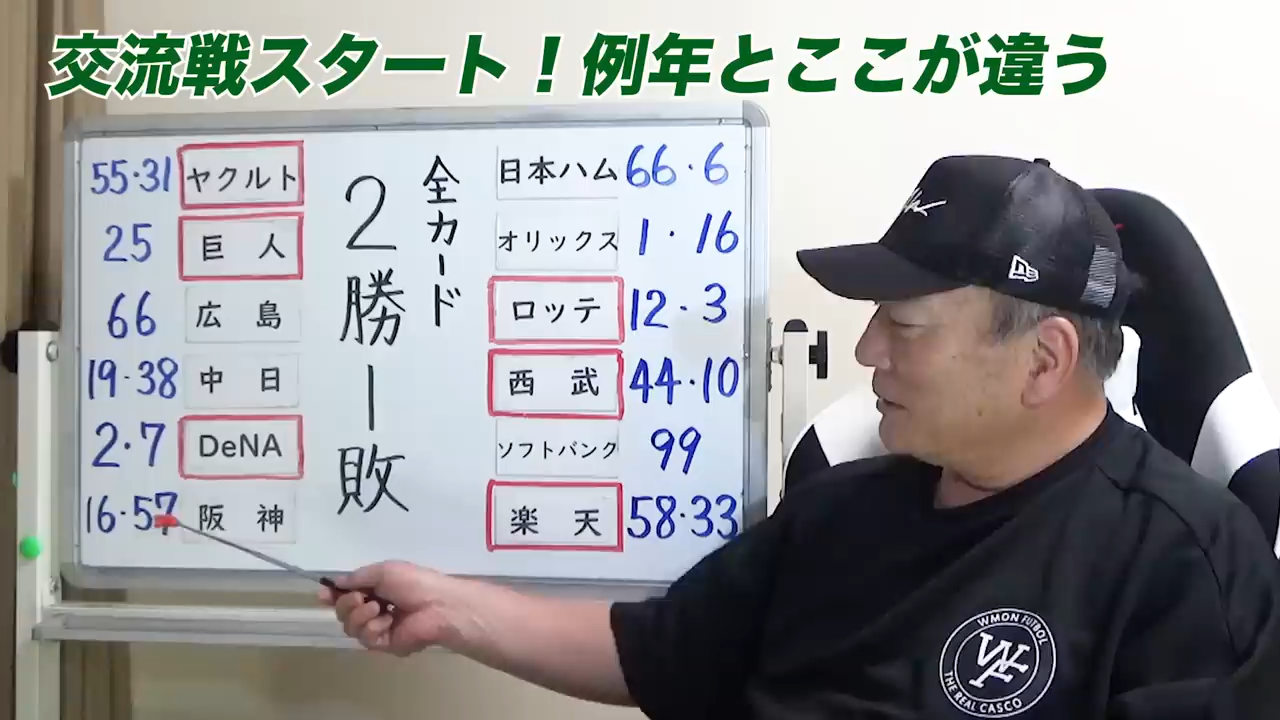 交流戦スタート！例年とここが違う
55・31 ヤクルト
25 巨人
66 広島
19・38 中日
2・7 DeNA
16・57 阪神
全カード
2勝1敗
日本ハム 66・6
オリックス 1・16
ロッテ 12・3
西武 44・10
ソフトバンク 99
楽天 58・33
WMON FUTBOL
THE REAL CASCO